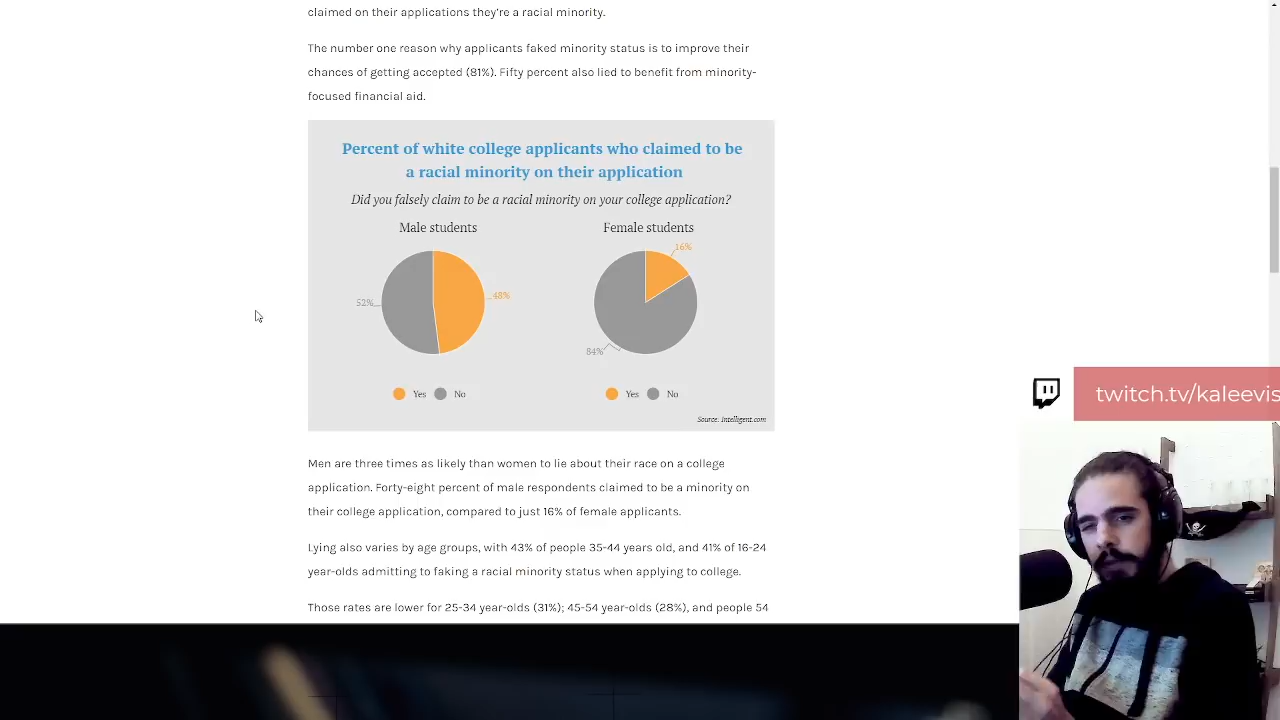 claimed on their applications they're a racial minority.
The number one reason why applicants faked minority status is to improve their
chances of getting accepted (81%). Fifty percent also lied to benefit from minority-
focused financial aid.
Percent of white college applicants who claimed to be
a racial minority on their application
Did you falsely claim to be a racial minority on your college application?
Male students
Female students
52%
48%
16%
84%
Yes No
Yes No
Source: Intelligent.com
Men are three times as likely than women to lie about their race on a college
application. Forty-eight percent of male respondents claimed to be a minority on
their college application, compared to just 16% of female applicants.
Lying also varies by age groups, with 43% of people 35-44 years old, and 41% of 16-24
year-olds admitting to faking a racial minority status when applying to college.
Those rates are lower for 25-34 year-olds (31%); 45-54 year-olds (28%), and people 54
twitch.tv/kaleevis